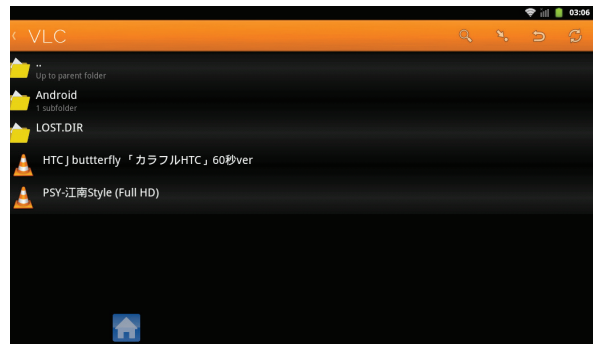 03:06
VLC
..
Up to parent folder
Android
1 subfolder
LOST.DIR
HTC J buttterfly 「カラフルHTC」60秒ver
PSY-江南Style (Full HD)